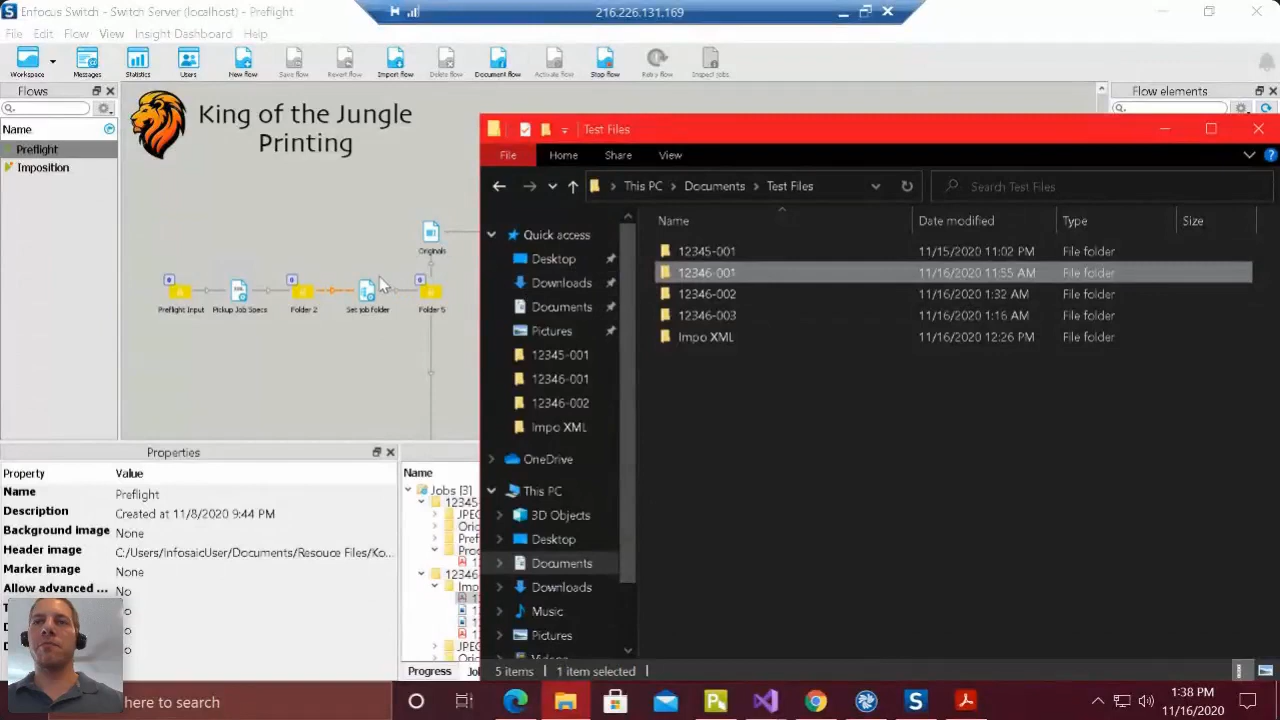 Enfocus Switch - Switch Server (localhost) - Preflight
216.226.131.169
File Edit Flow View Insight Dashboard Help
Workspace Messages Statistics Users New flow Save flow Revert flow Import flow Delete flow Document flow Activate flow Stop flow Retry flow Inspect jobs
Flows
Flow elements
Name
Preflight
Imposition
King of the Jungle
Printing
Originals
Preflight Input
Pickup Job Specs
Folder 2
Set job folder
Folder 5
Test Files
File Home Share View
This PC > Documents > Test Files
Search Test Files
Name Date modified Type Size
12345-001 11/15/2020 11:02 PM File folder
12346-001 11/16/2020 11:55 AM File folder
12346-002 11/16/2020 1:32 AM File folder
12346-003 11/16/2020 1:16 AM File folder
Impo XML 11/16/2020 12:26 PM File folder
Quick access
Desktop
Downloads
Documents
Pictures
12345-001
12346-001
12346-002
Impo XML
OneDrive
This PC
3D Objects
Desktop
Documents
Downloads
Music
Pictures
5 items 1 item selected
Properties
Property Value
Name Preflight
Description Created at 11/8/2020 9:44 PM
Background image None
Header image C:/Users/InfosaicUser/Documents/Resouce Files/Ko...
Marker image None
Allow advanced ... No
Name
Jobs [3]
12345
JPE
Ori
Pre
Pro
12346
Imp
JPE
Ori
Progress
here to search
1:38 PM
11/16/2020